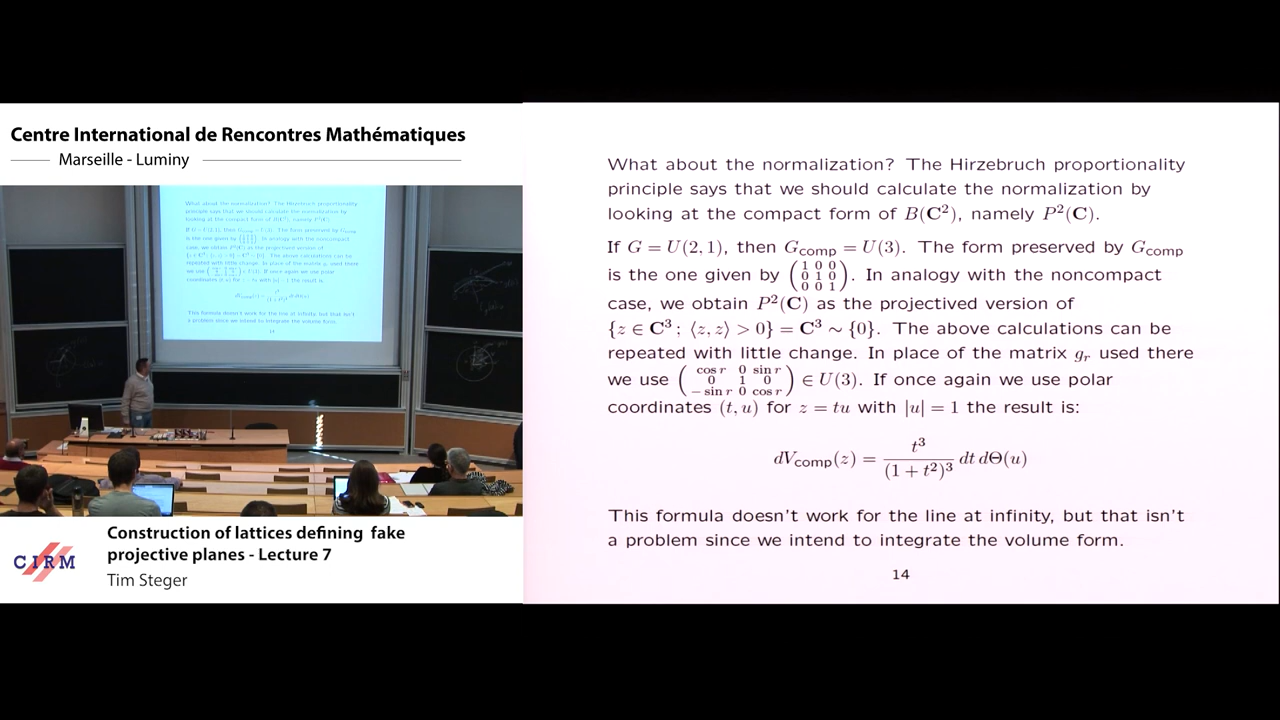 Centre International de Rencontres Mathématiques
Marseille - Luminy
What about the normalization? The Hirzebruch proportionality
principle says that we should calculate the normalization by
looking at the compact form of B(C²), namely P²(C).
If G = U(2,1), then G_comp = U(3). The form preserved by G_comp
is the one given by (1 0 0; 0 1 0; 0 0 1). In analogy with the noncompact
case, we obtain P²(C) as the projectived version of
{z ∈ C³; ⟨z, z⟩ > 0} = C³ ∼ {0}. The above calculations can be
repeated with little change. In place of the matrix g_r used there
we use (cos r 0 sin r; 0 1 0; − sin r 0 cos r) ∈ U(3). If once again we use polar
coordinates (t, u) for z = tu with |u| = 1 the result is:
dV_comp(z) = t³/(1 + t²)³ dt dΘ(u)
This formula doesn't work for the line at infinity, but that isn't
a problem since we intend to integrate the volume form.
14
CIRM
Construction of lattices defining fake
projective planes - Lecture 7
Tim Steger